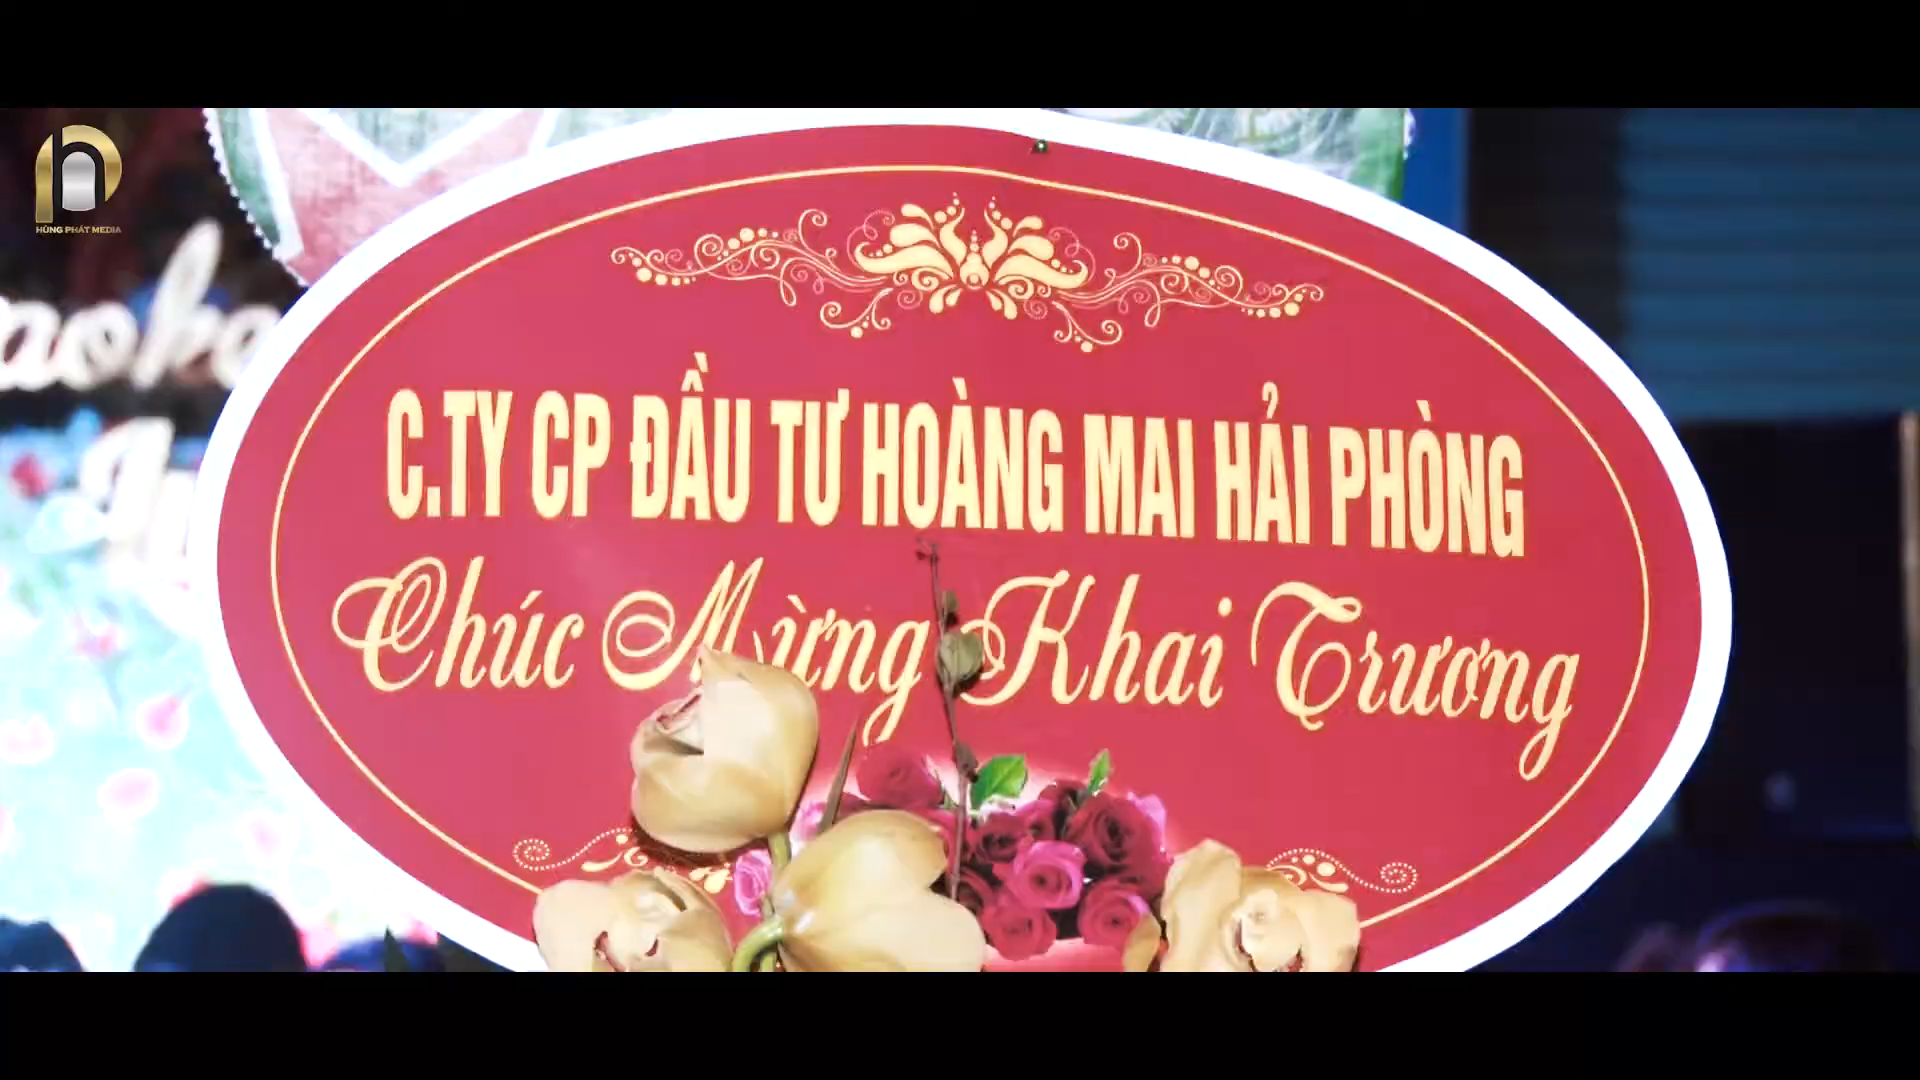 HÙNG PHÁT MEDIA
C.TY CP ĐẦU TƯ HOÀNG MAI HẢI PHÒNG
Chúc Mừng Khai Trương